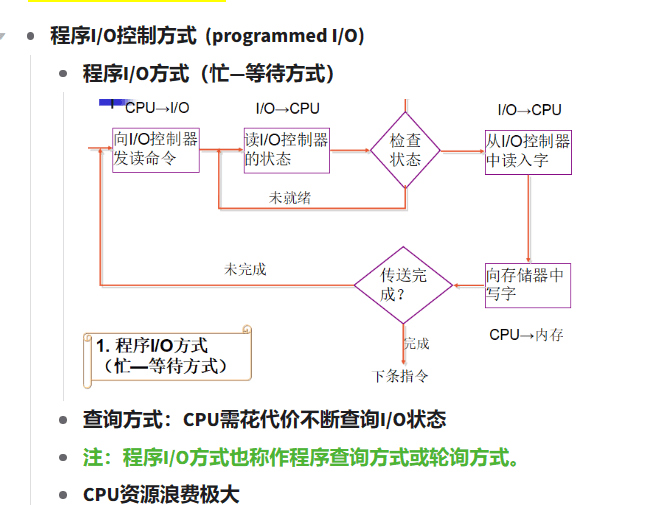 程序I/O控制方式 (programmed I/O)
程序I/O方式（忙—等待方式）
CPU→I/O
I/O→CPU
I/O→CPU
向I/O控制器
发读命令
读I/O控制器
的状态
检查
状态
从I/O控制器
中读入字
未就绪
未完成
传送完
成？
向存储器中
写字
CPU→内存
完成
下条指令
1. 程序I/O方式
（忙—等待方式）
查询方式：CPU需花代价不断查询I/O状态
注：程序I/O方式也称作程序查询方式或轮询方式。
CPU资源浪费极大